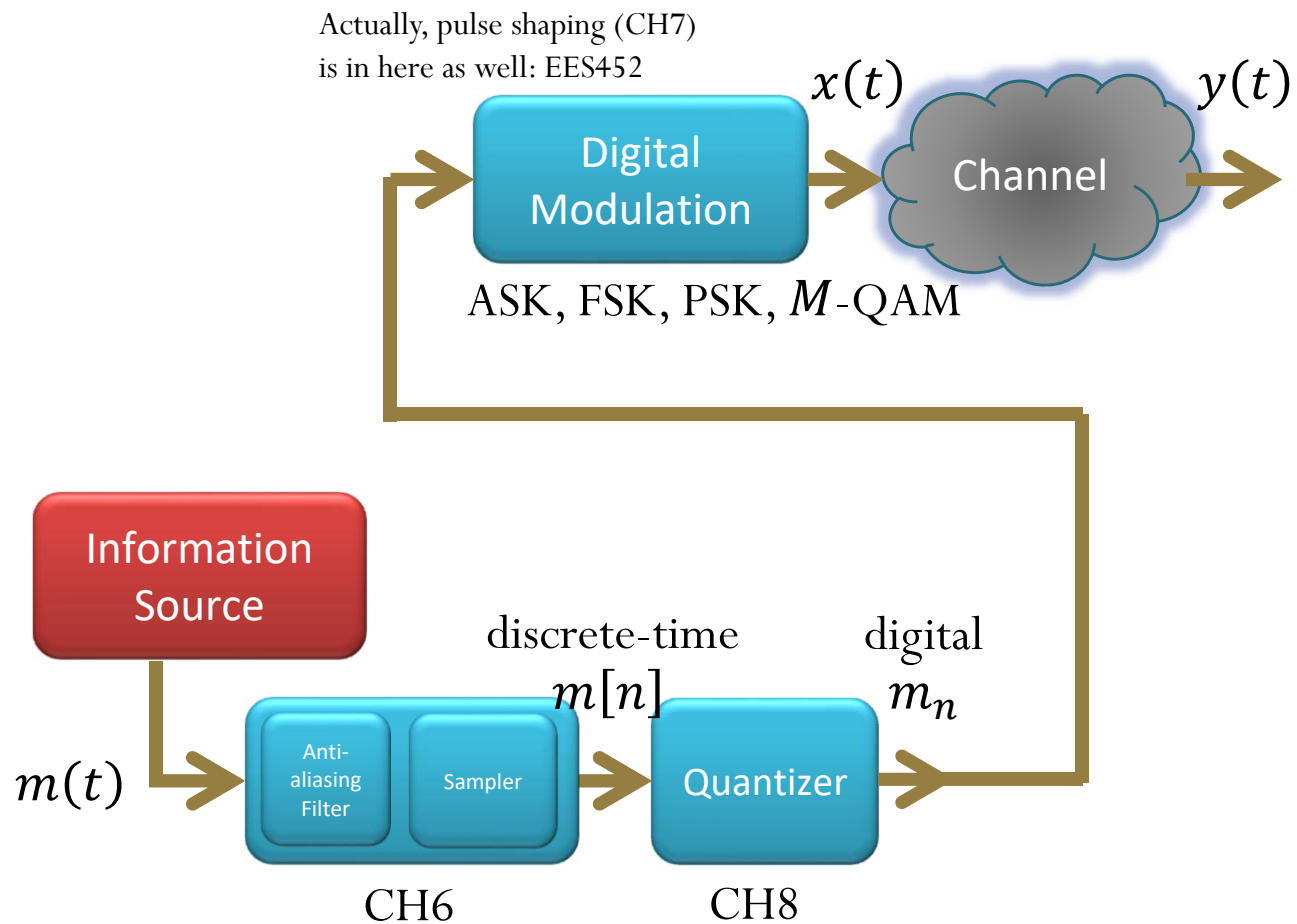 Actually, pulse shaping (CH7)
is in here as well: EES452
x(t)
y(t)
Digital
Modulation
Channel
ASK, FSK, PSK, M-QAM
Information
Source
discrete-time
m[n]
digital
m_n
m(t)
Anti-
aliasing
Filter
Sampler
Quantizer
CH6
CH8